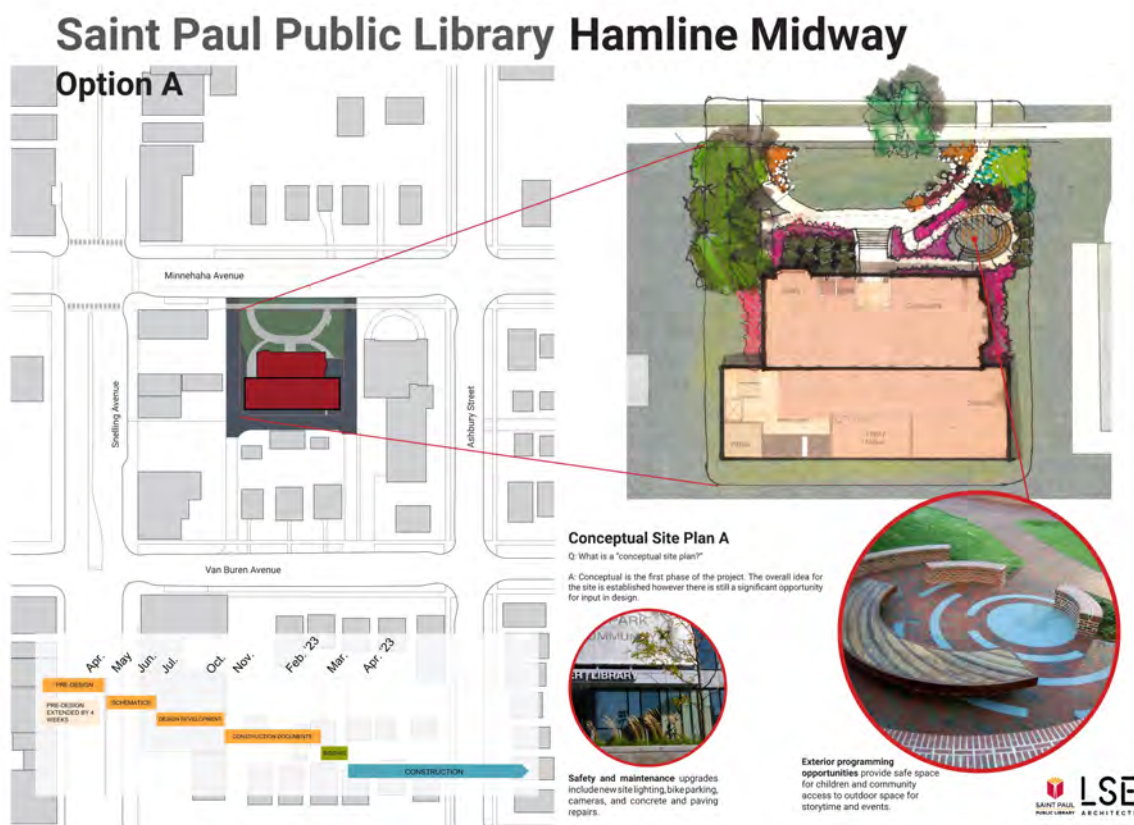 Saint Paul Public Library Hamline Midway
Option A
Minnehaha Avenue
Snelling Avenue
Ashbury Street
Van Buren Avenue
Apr.
May
Jun.
Jul.
Oct.
Nov.
Feb. '23
Mar.
Apr. '23
PRE-DESIGN
PRE-DESIGN
EXTENDED BY 4
WEEKS
SCHEMATICS
DESIGN DEVELOPMENT
CONSTRUCTION DOCUMENTS
BIDDING
CONSTRUCTION
Conceptual Site Plan A
Q: What is a "conceptual site plan?"
A: Conceptual is the first phase of the project. The overall idea for
the site is established however there is still a significant opportunity
for input in design.
PARK
OMMUN
R | LIBRARY
Safety and maintenance upgrades
include new site lighting, bike parking,
cameras, and concrete and paving
repairs.
Exterior programming
opportunities provide safe space
for children and community
access to outdoor space for
storytime and events.
SAINT PAUL
PUBLIC LIBRARY
LSE
ARCHITECT